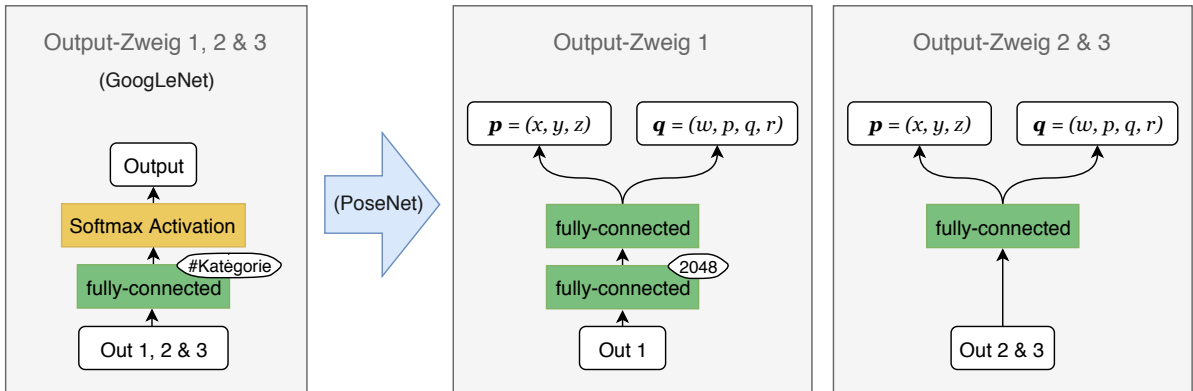 Output-Zweig 1, 2 & 3
(GoogLeNet)
Output
Softmax Activation
#Kategorie
fully-connected
Out 1, 2 & 3
(PoseNet)
Output-Zweig 1
p = (x, y, z)
q = (w, p, q, r)
fully-connected
2048
fully-connected
Out 1
Output-Zweig 2 & 3
p = (x, y, z)
q = (w, p, q, r)
fully-connected
Out 2 & 3